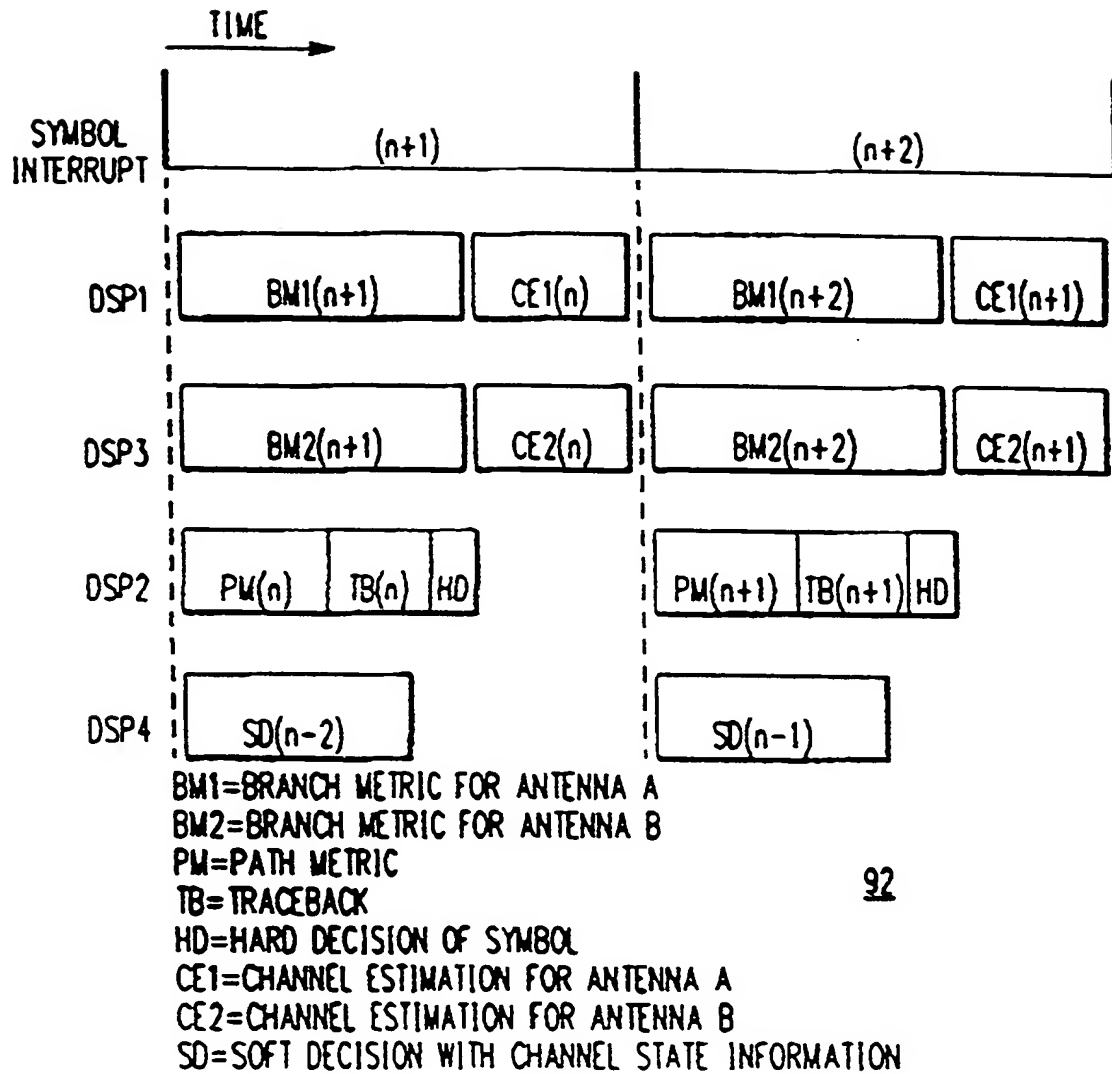 TIME
SYMBOL
INTERRUPT
(n+1)
(n+2)
DSP1
BM1(n+1)
CE1(n)
BM1(n+2)
CE1(n+1)
DSP3
BM2(n+1)
CE2(n)
BM2(n+2)
CE2(n+1)
DSP2
PM(n)
TB(n)
HD
PM(n+1)
TB(n+1)
HD
DSP4
SD(n-2)
SD(n-1)
BM1=BRANCH METRIC FOR ANTENNA A
BM2=BRANCH METRIC FOR ANTENNA B
PM=PATH METRIC
TB=TRACEBACK
HD=HARD DECISION OF SYMBOL
CE1=CHANNEL ESTIMATION FOR ANTENNA A
CE2=CHANNEL ESTIMATION FOR ANTENNA B
SD=SOFT DECISION WITH CHANNEL STATE INFORMATION
92